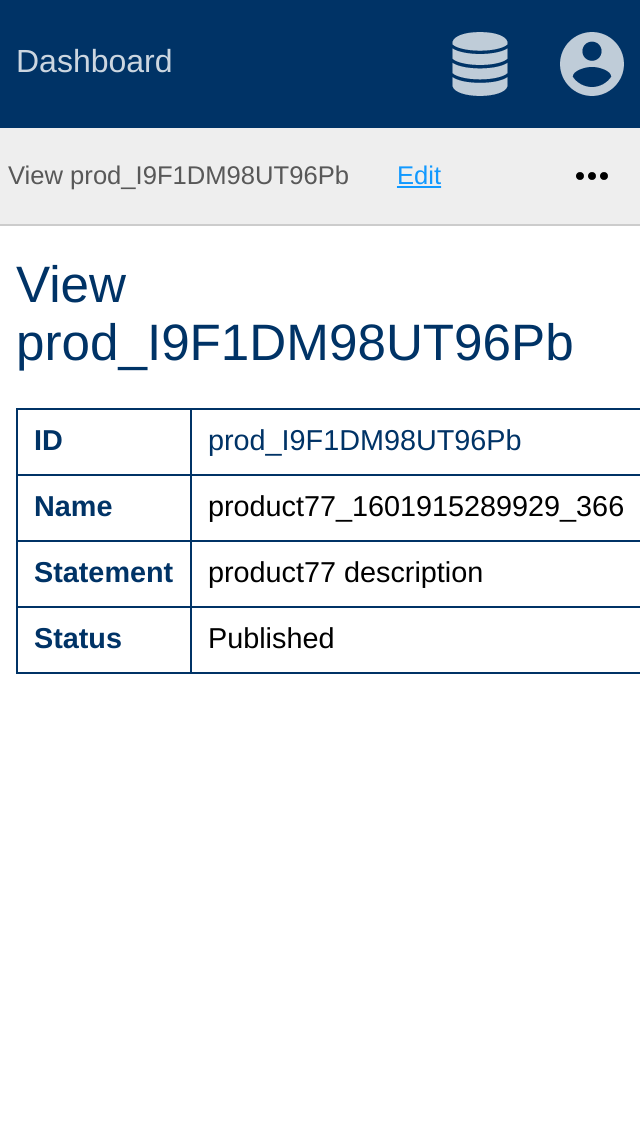 Dashboard
View prod_I9F1DM98UT96Pb Edit
View
prod_I9F1DM98UT96Pb
ID prod_I9F1DM98UT96Pb
Name product77_1601915289929_366
Statement product77 description
Status Published